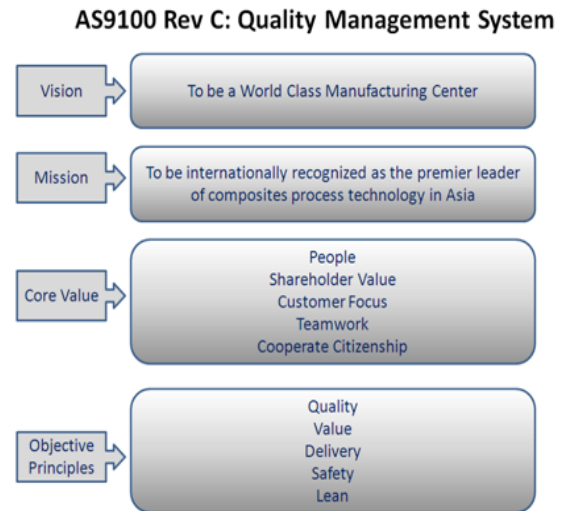 AS9100 Rev C: Quality Management System
Vision
To be a World Class Manufacturing Center
Mission
To be internationally recognized as the premier leader
of composites process technology in Asia
Core Value
People
Shareholder Value
Customer Focus
Teamwork
Cooperate Citizenship
Objective
Principles
Quality
Value
Delivery
Safety
Lean